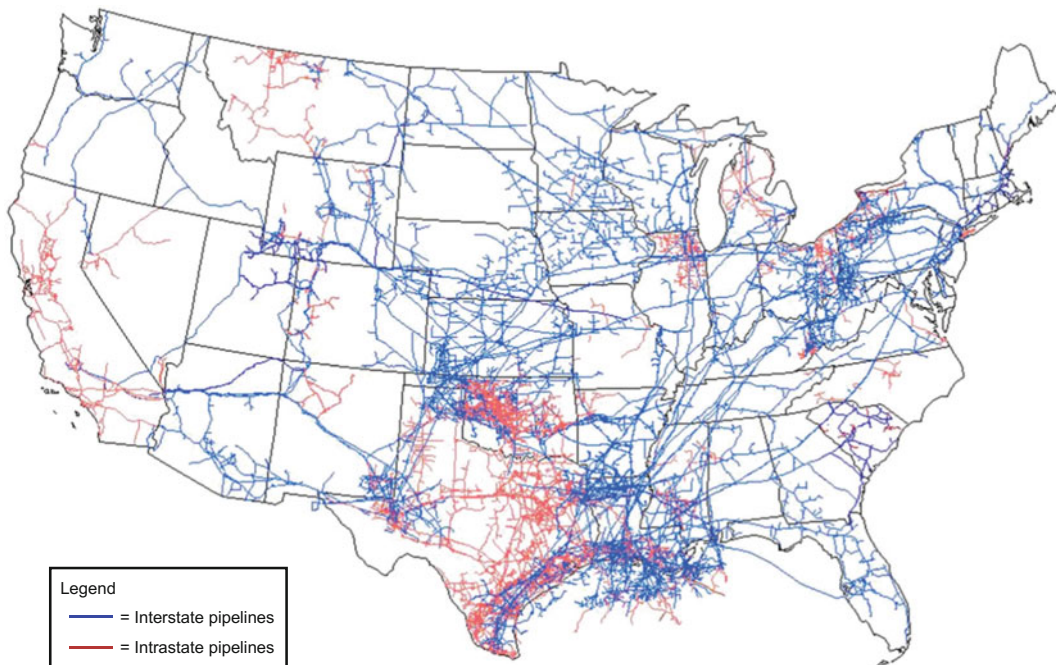 Legend
= Interstate pipelines
= Intrastate pipelines